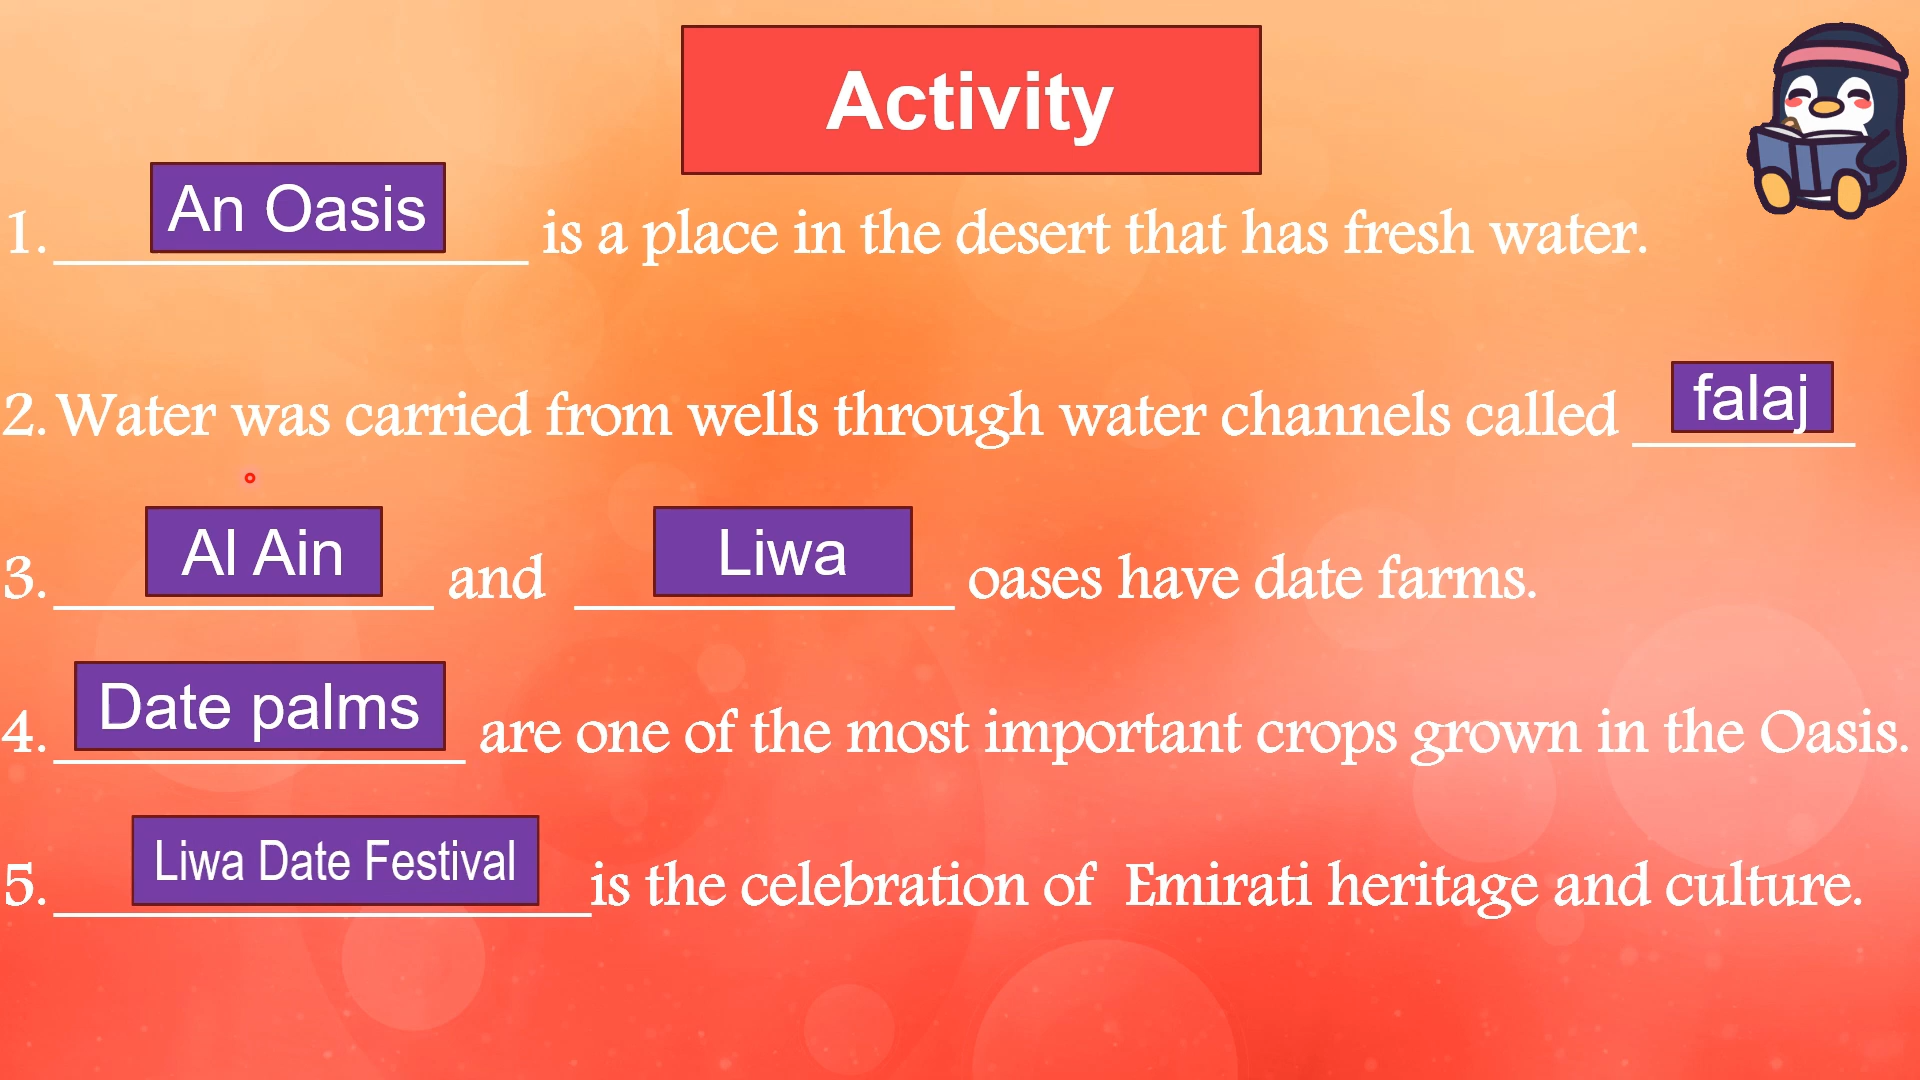 Activity
1. An Oasis is a place in the desert that has fresh water.
2. Water was carried from wells through water channels called falaj
3. Al Ain and Liwa oases have date farms.
4. Date palms are one of the most important crops grown in the Oasis.
5. Liwa Date Festival is the celebration of Emirati heritage and culture.